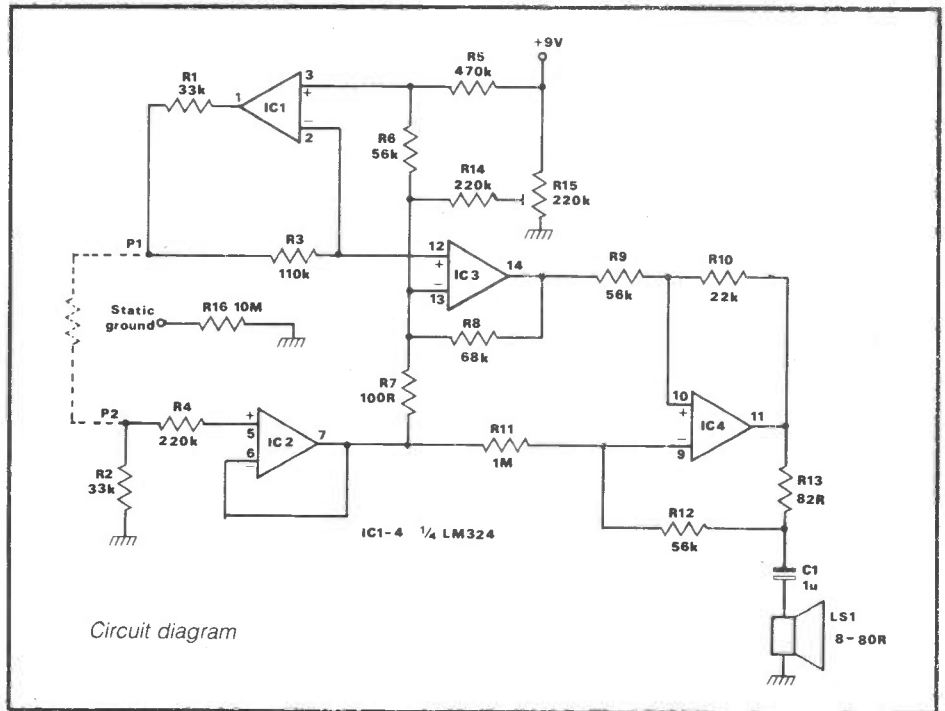 +9V
R5
470k
R1
33k
1
3
+
IC1
−
2
R6
56k
R14
220k
R15
220k
P1
R3
110k
12
+
IC3
−
13
14
R9
56k
R10
22k
Static
ground
R16 10M
R8
68k
R7
100R
10
+
IC4
−
9
11
P2
R4
220k
+
5
IC2
6
−
7
R11
1M
R13
82R
R2
33k
R12
56k
IC1-4 ¼ LM324
C1
1u
LS1
8-80R
Circuit diagram